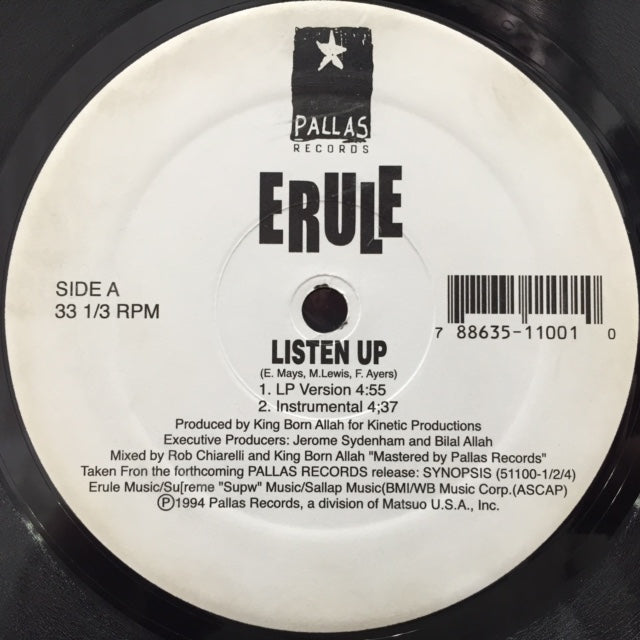 PALLAS
RECORDS
ERULE
SIDE A
33 1/3 RPM
7 88635-11001 0
LISTEN UP
(E. Mays, M.Lewis, F. Ayers)
1. LP Version 4:55
2. Instrumental 4;37
Produced by King Born Allah for Kinetic Productions
Executive Producers: Jerome Sydenham and Bilal Allah
Mixed by Rob Chiarelli and King Born Allah "Mastered by Pallas Records"
Taken Fron the forthcoming PALLAS RECORDS release: SYNOPSIS (51100-1/2/4)
Erule Music/Su[reme "Supw" Music/Sallap Music(BMI/WB Music Corp.(ASCAP)
Ⓟ1994 Pallas Records, a division of Matsuo U.S.A., Inc.